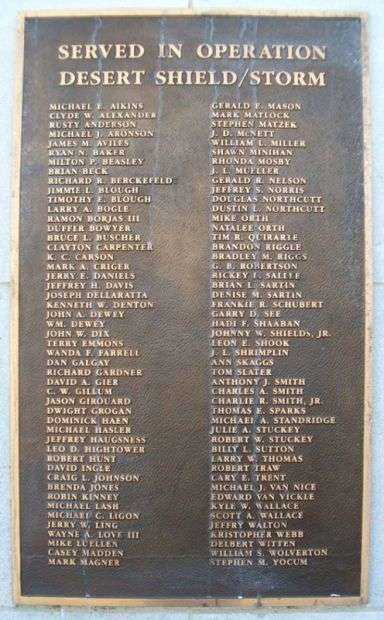 SERVED IN OPERATION
DESERT SHIELD/STORM
MICHAEL E. AIKINS
CLYDE W. ALEXANDER
RUSTY ANDERSON
MICHAEL J. ARONSON
JAMES M. AVILES
RYAN N. BAKER
MILTON P. BEASLEY
BRIAN BECK
RICHARD R. BERCKEFELD
JIMMIE L. BLOUGH
TIMOTHY E. BLOUGH
LARRY A. BOGLE
RAMON BORJAS III
DUFFER BOWYER
BRUCE L. BUSCHER
CLAYTON CARPENTER
K. C. CARSON
MARK A. CRIGER
JERRY E. DANIELS
JEFFREY H. DAVIS
JOSEPH DELLARATTA
KENNETH W. DENTON
JOHN A. DEWEY
WM. DEWEY
JOHN W. DIX
TERRY EMMONS
WANDA F. FARRELL
DAN GALGAY
RICHARD GARDNER
DAVID A. GIER
C. W. GILLUM
JASON GIROUARD
DWIGHT GROGAN
DOMINICK HAEN
MICHAEL HASLER
JEFFREY HAUGSNESS
LEO D. HIGHTOWER
ROBERT HUNT
DAVID INGLE
CRAIG L. JOHNSON
BRENDA JONES
ROBIN KINNEY
MICHAEL LASH
MICHAEL C. LIGON
JERRY W. LING
WAYNE A. LOVE III
MIKE LUELLEN
CASEY MADDEN
MARK MAGNER
GERALD E. MASON
MARK MATLOCK
STEPHEN MATZEK
J. D. McNETT
WILLIAM L. MILLER
SHAWN MINIHAN
RHONDA MOSBY
J. L. MUELLER
GERALD R. NELSON
JEFFREY S. NORRIS
DOUGLAS NORTHCUTT
DUSTIN L. NORTHCUTT
MIKE ORTH
NATALEE ORTH
TIM R. QUIRARLE
BRANDON RIGGLE
BRADLEY M. RIGGS
G. B. ROBERTSON
RICKEY L. SALLEE
BRIAN L. SARTIN
DENISE M. SARTIN
FRANKIE R. SCHUBERT
GARRY D. SEE
HADI F. SHAABAN
JOHNNY W. SHIELDS, JR.
LEON E. SHOOK
J. L. SHRIMPLIN
ANN SKAGGS
TOM SLATER
ANTHONY J. SMITH
CHARLES A. SMITH
CHARLIE R. SMITH, JR.
THOMAS E. SPARKS
MICHAEL A. STANDRIDGE
JULIE A. STUCKEY
ROBERT W. STUCKEY
BILLY L. SUTTON
LARRY W. THOMAS
ROBERT TRAW
CARY E. TRENT
MICHAEL J. VAN NICE
EDWARD VAN VICKLE
KYLE W. WALLACE
SCOTT A. WALLACE
JEFFRY WALTON
KRISTOPHER WEBB
DELBERT WITTEN
WILLIAM S. WOLVERTON
STEPHEN M. YOCUM